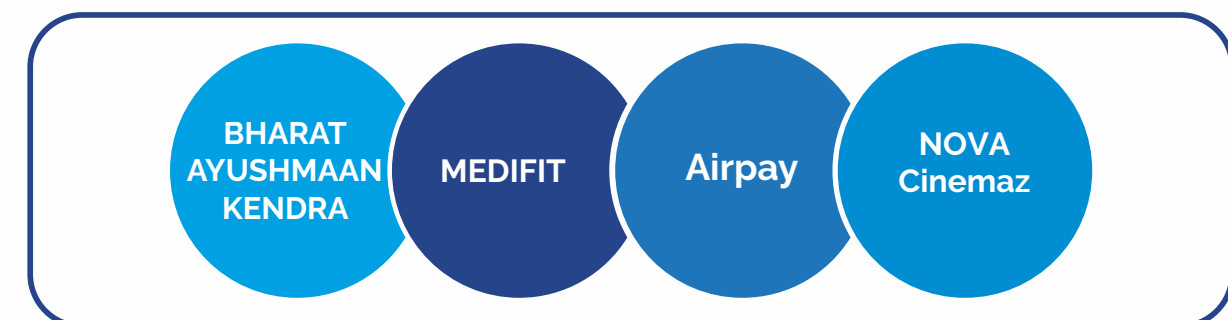 BHARAT
AYUSHMAAN
KENDRA
MEDIFIT
Airpay
NOVA
Cinemaz